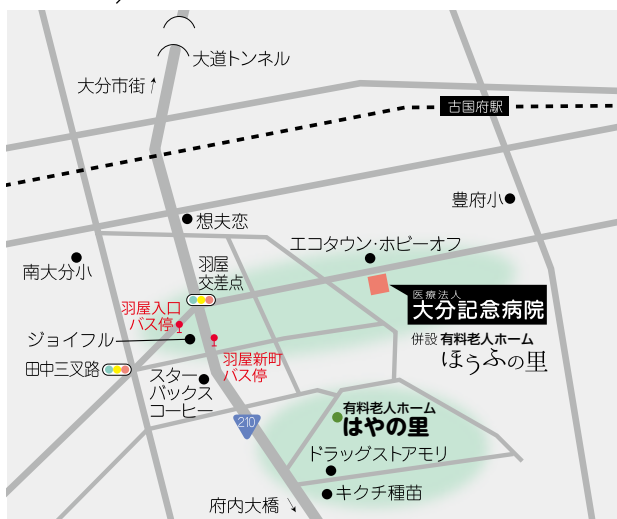 大道トンネル
大分市街
古国府駅
豊府小
想夫恋
エコタウン・ホビーオフ
南大分小
羽屋
交差点
医療法人
大分記念病院
羽屋入口
バス停
併設 有料老人ホーム
ほうふの里
ジョイフル
羽屋新町
バス停
田中三叉路
スター
バックス
コーヒー
有料老人ホーム
はやの里
210
ドラッグストアモリ
キクチ種苗
府内大橋